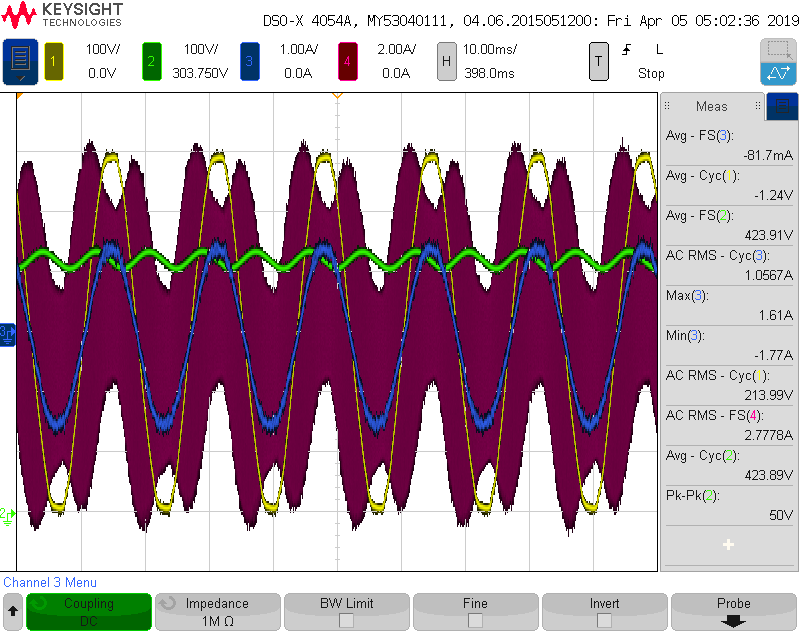 KEYSIGHT
TECHNOLOGIES
DSO-X 4054A, MY53040111, 04.06.2015051200: Fri Apr 05 05:02:36 2019
1 100V/ 2 100V/ 3 1.00A/ 4 2.00A/ H 10.00ms/ T L
0.0V 303.750V 0.0A 0.0A 398.0ms Stop
Meas
Avg - FS(3):
-81.7mA
Avg - Cyc( ):
-1.24V
Avg - FS(2):
423.91V
AC RMS - Cyc(3):
1.0567A
Max(3):
1.61A
Min(3):
-1.77A
AC RMS - Cyc( ):
213.99V
AC RMS - FS(4):
2.7778A
Avg - Cyc(2):
423.89V
Pk-Pk(2):
50V
3
2
Channel 3 Menu
Coupling Impedance BW Limit Fine Invert Probe
DC 1M Ω